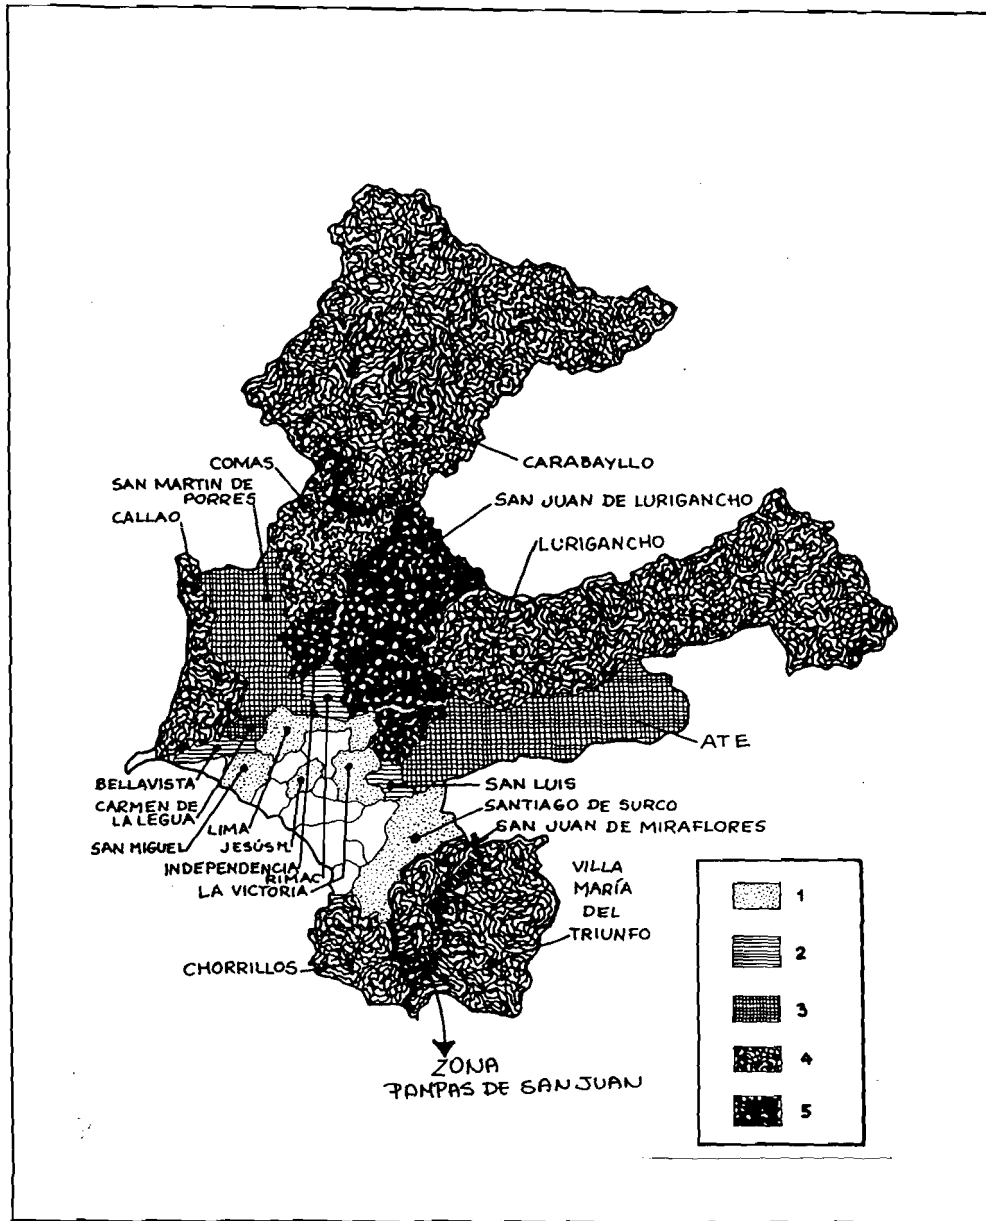 COMAS
CARABAYLLO
SAN MARTIN DE
PORRES
SAN JUAN DE LURIGANCHO
CALLAO
LURIGANCHO
ATE
BELLAVISTA
SAN LUIS
CARMEN DE
LA LEGUA
SANTIAGO DE SURCO
LIMA
SAN JUAN DE MIRAFLORES
SAN MIGUEL
JESÚS M.
INDEPENDENCIA
RIMAC
LA VICTORIA
VILLA
MARÍA
DEL
TRIUNFO
CHORRILLOS
ZONA
PAMPAS DE SAN JUAN
1
2
3
4
5